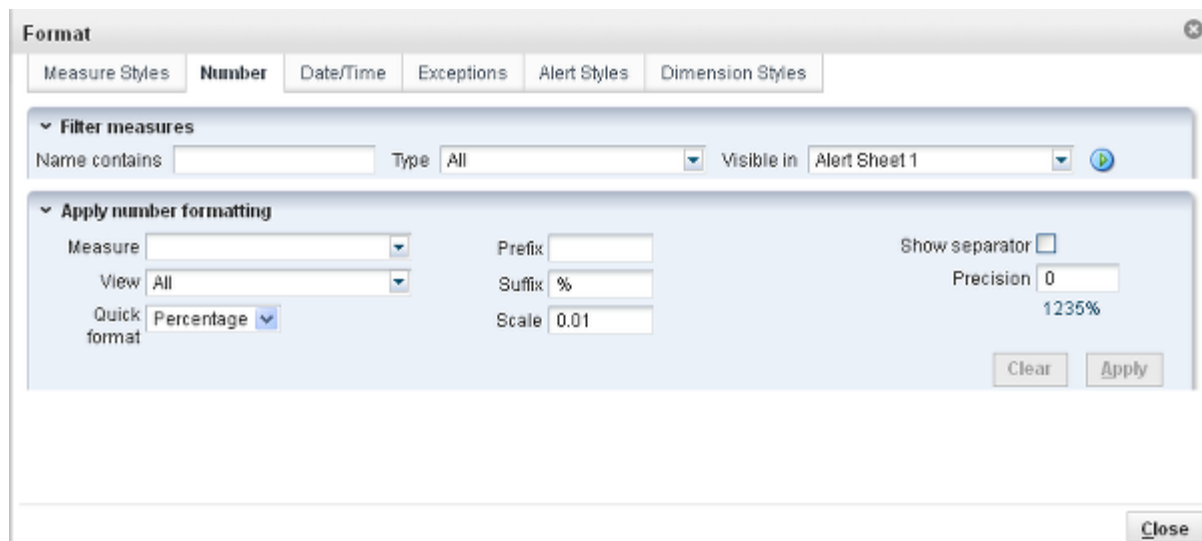 Format
Measure Styles Number Date/Time Exceptions Alert Styles Dimension Styles
Filter measures
Name contains Type All Visible in Alert Sheet 1
Apply number formatting
Measure Prefix Show separator
View All Suffix % Precision 0
Quick format Percentage Scale 0.01 1235%
Clear Apply
Close